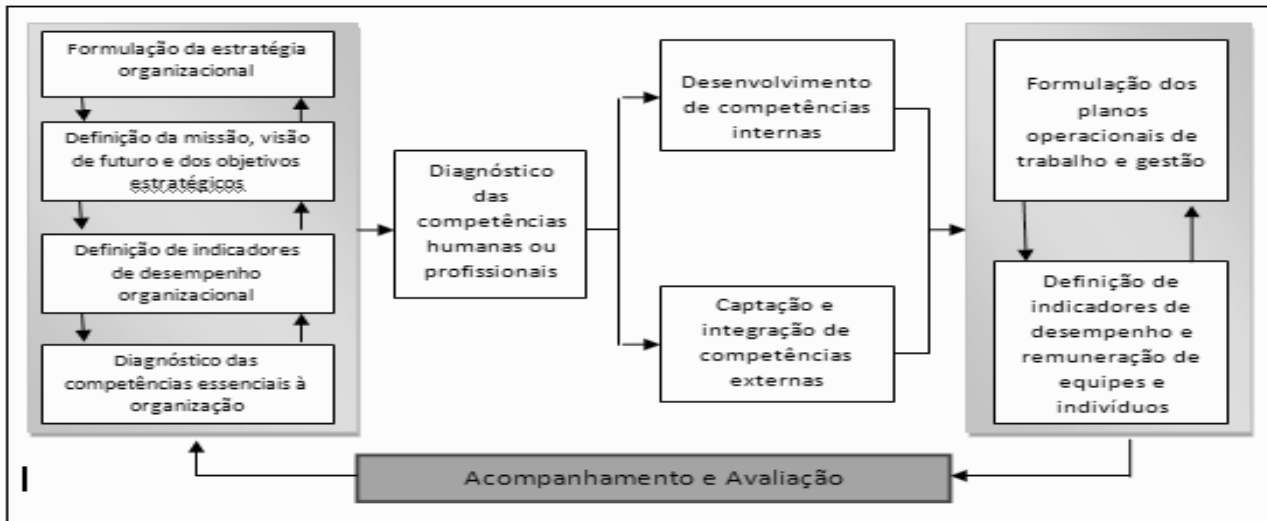 Formulação da estratégia
organizacional
Definição da missão, visão
de futuro e dos objetivos
estratégicos
Definição de indicadores
de desempenho
organizacional
Diagnóstico das
competências essenciais à
organização
Diagnóstico
das
competências
humanas ou
profissionais
Desenvolvimento
de competências
internas
Captação e
integração de
competências
externas
Formulação dos
planos
operacionais de
trabalho e gestão
Definição de
indicadores de
desempenho e
remuneração de
equipes e
indivíduos
Acompanhamento e Avaliação
I